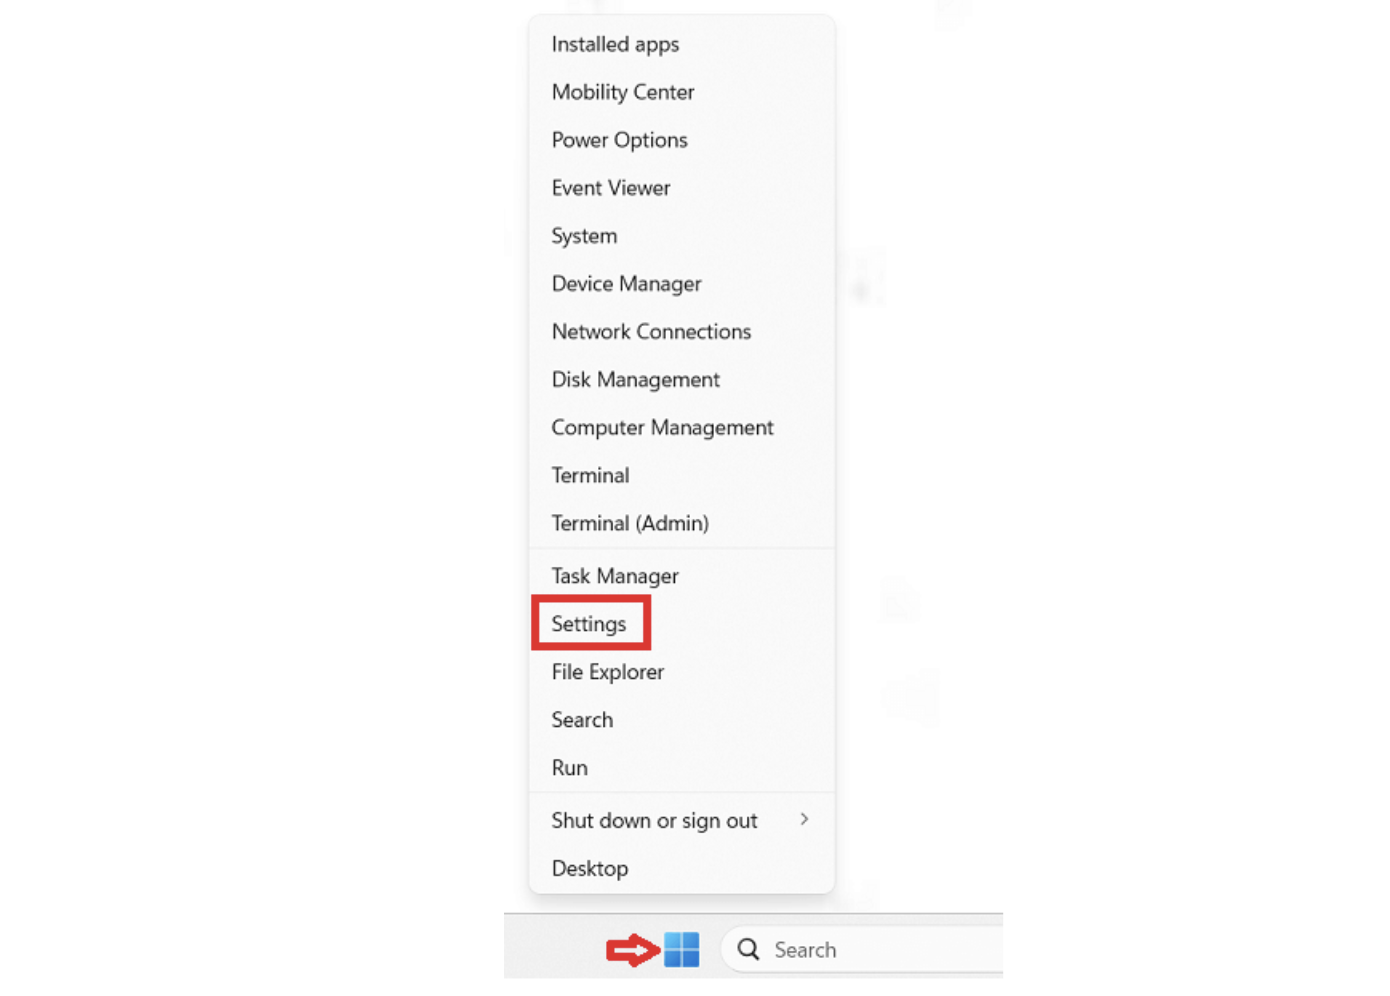 Installed apps
Mobility Center
Power Options
Event Viewer
System
Device Manager
Network Connections
Disk Management
Computer Management
Terminal
Terminal (Admin)
Task Manager
Settings
File Explorer
Search
Run
Shut down or sign out
Desktop
Search